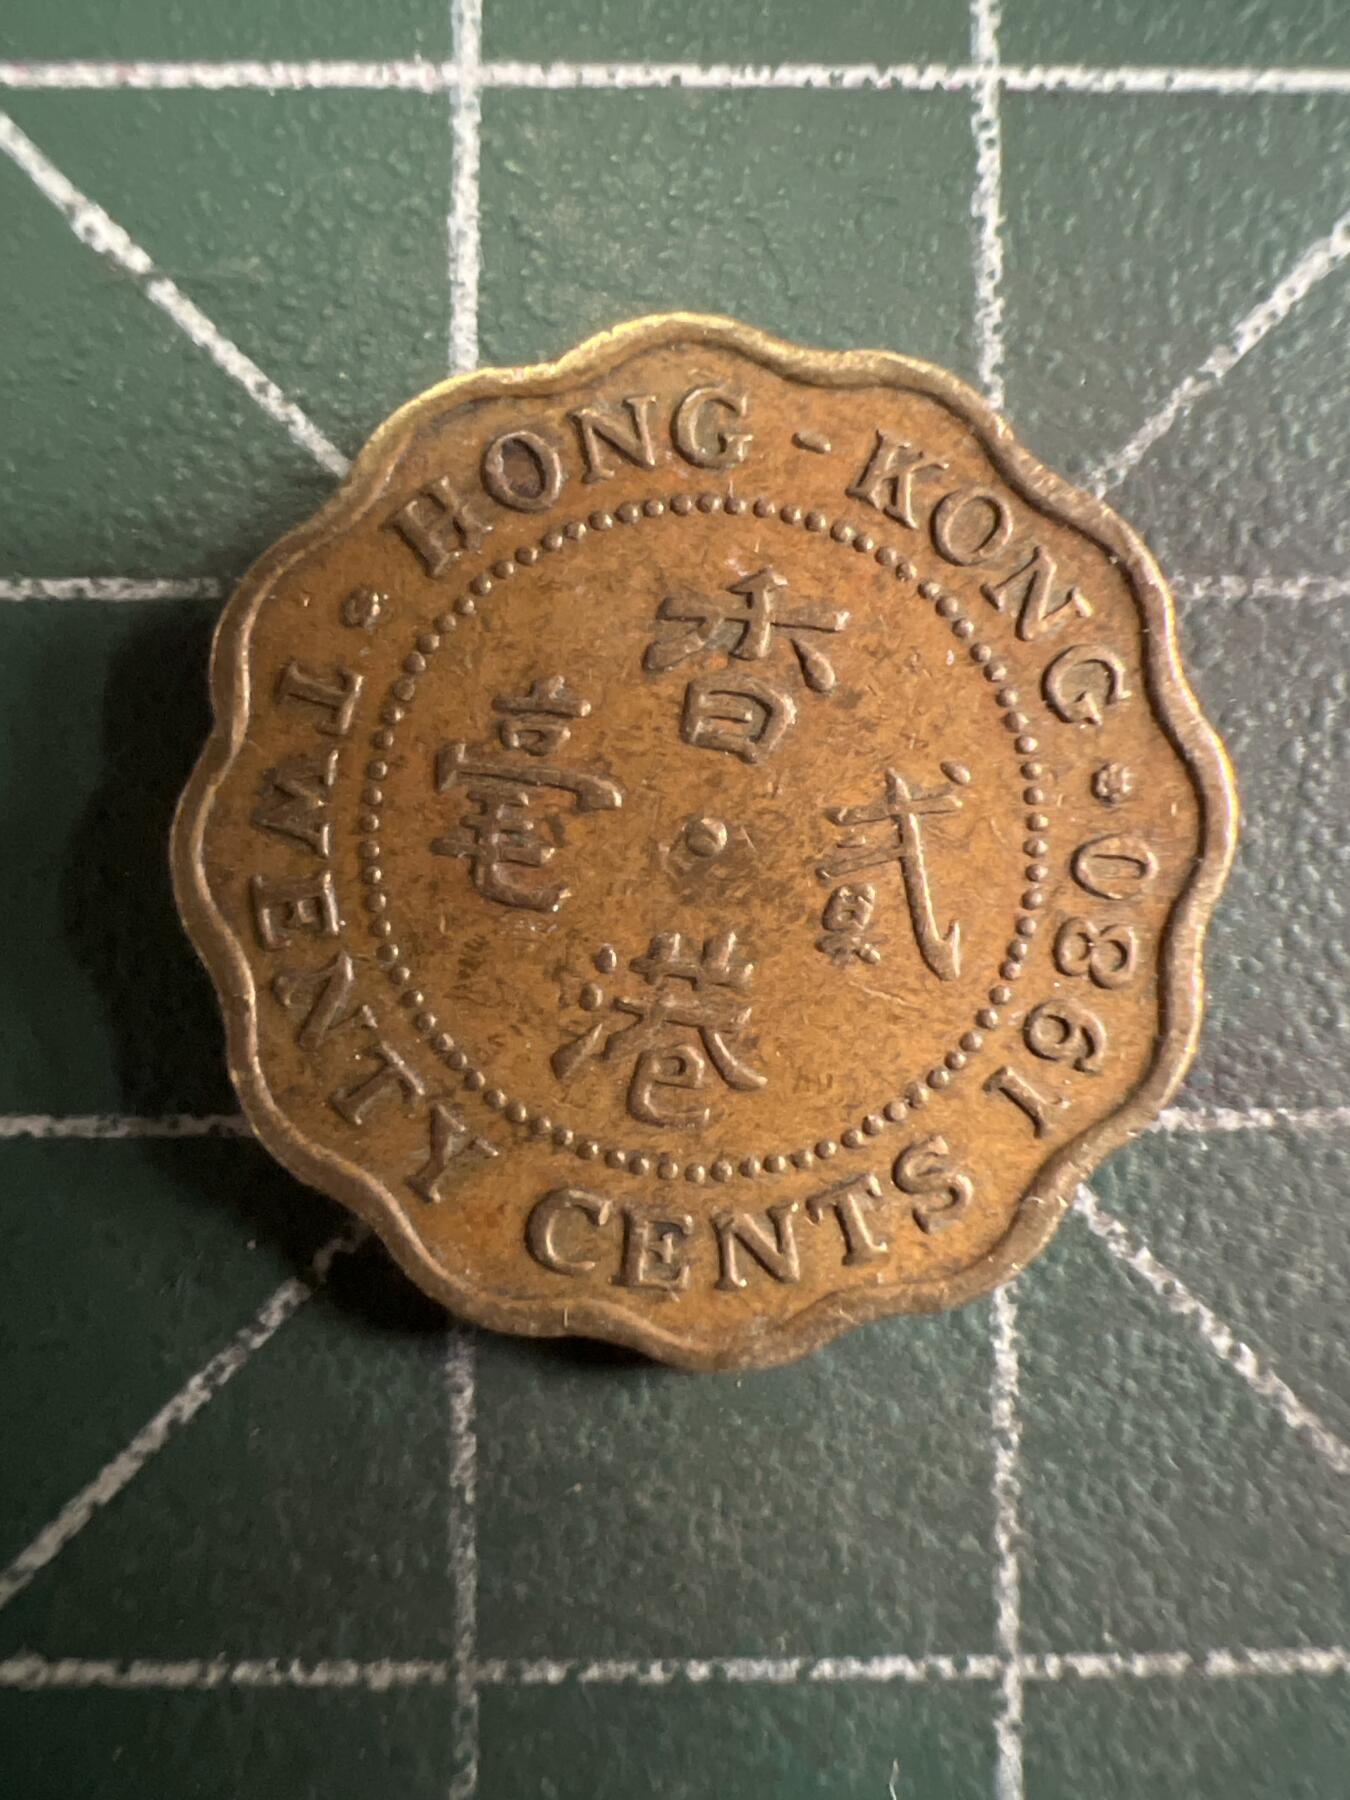 HONG-KONG
1980
TWENTY CENTS
香港
貳毫